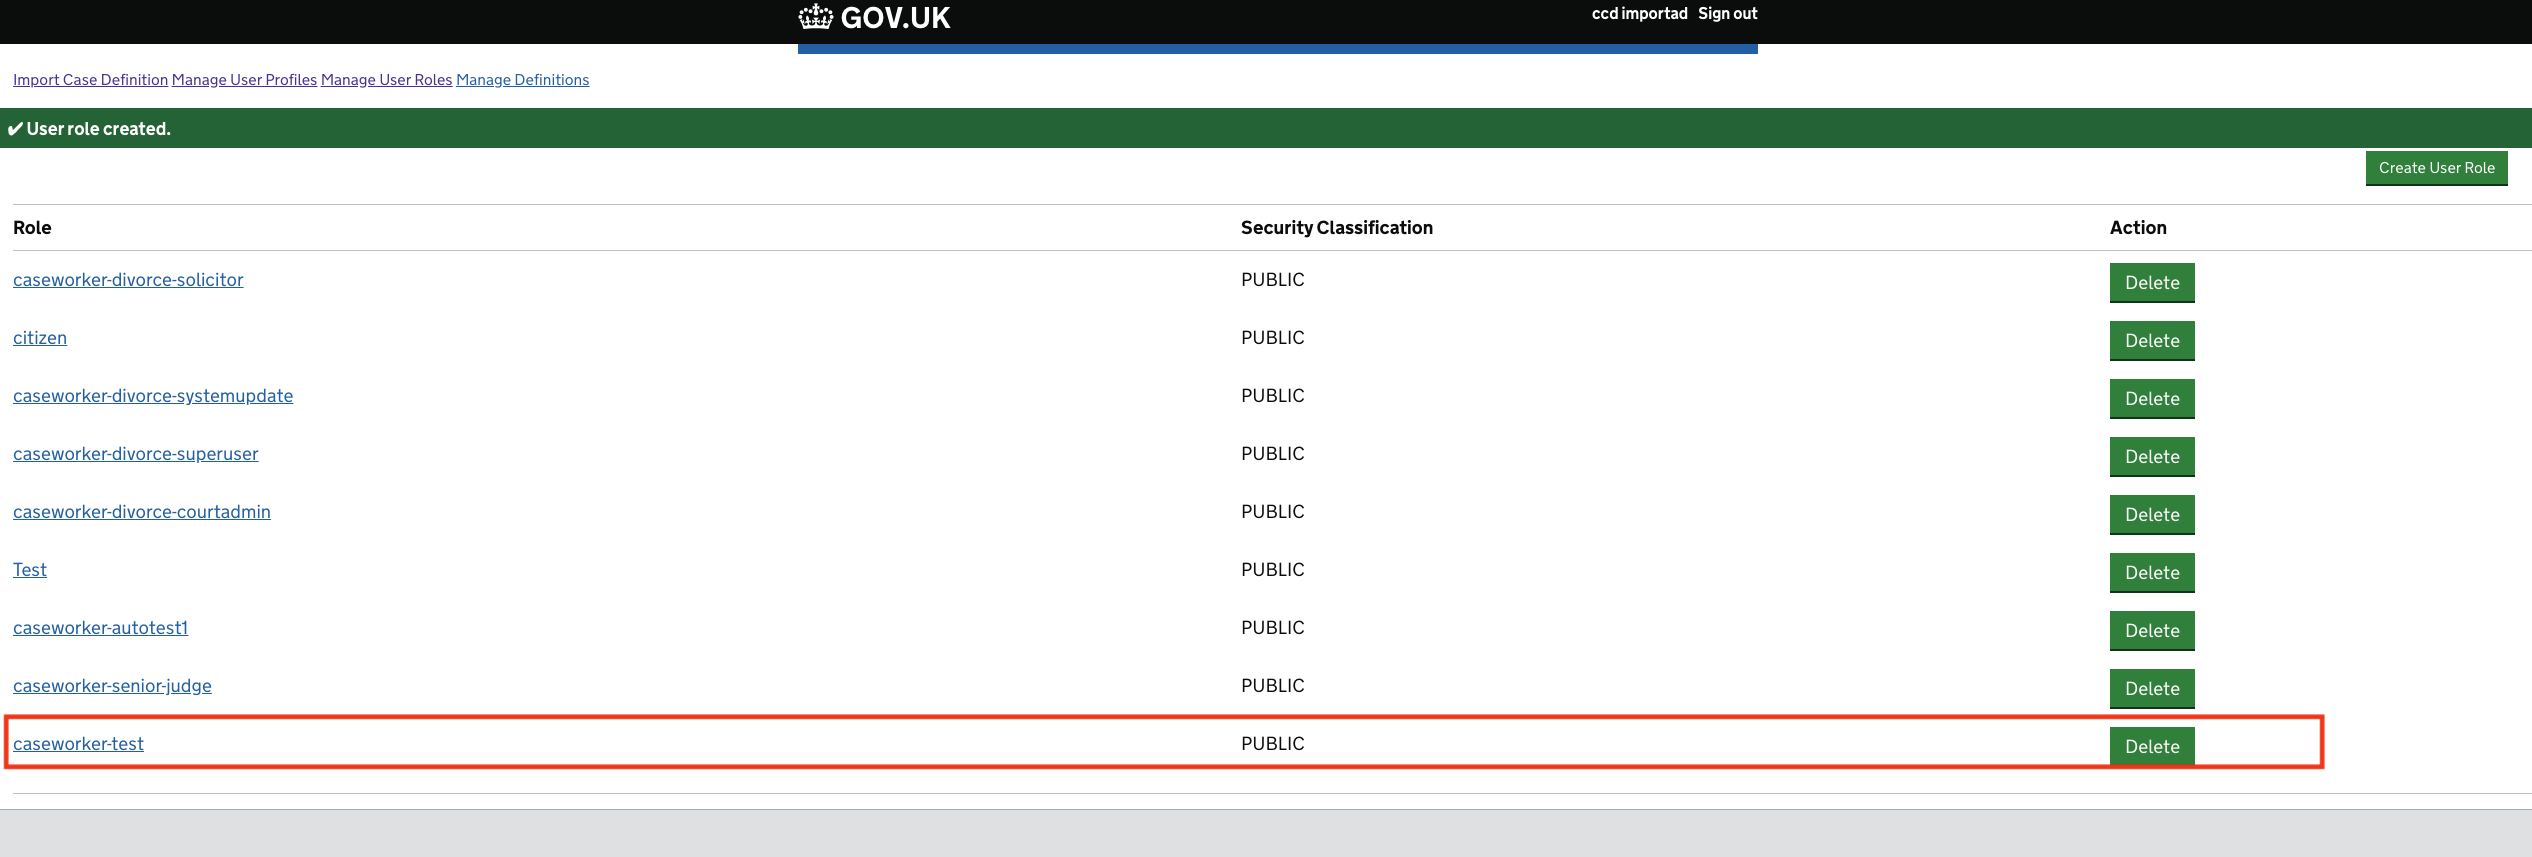 GOV.UK ccd importad Sign out
Import Case Definition Manage User Profiles Manage User Roles Manage Definitions
✔ User role created.
Create User Role
Role Security Classification Action
caseworker-divorce-solicitor PUBLIC Delete
citizen PUBLIC Delete
caseworker-divorce-systemupdate PUBLIC Delete
caseworker-divorce-superuser PUBLIC Delete
caseworker-divorce-courtadmin PUBLIC Delete
Test PUBLIC Delete
caseworker-autotest1 PUBLIC Delete
caseworker-senior-judge PUBLIC Delete
caseworker-test PUBLIC Delete